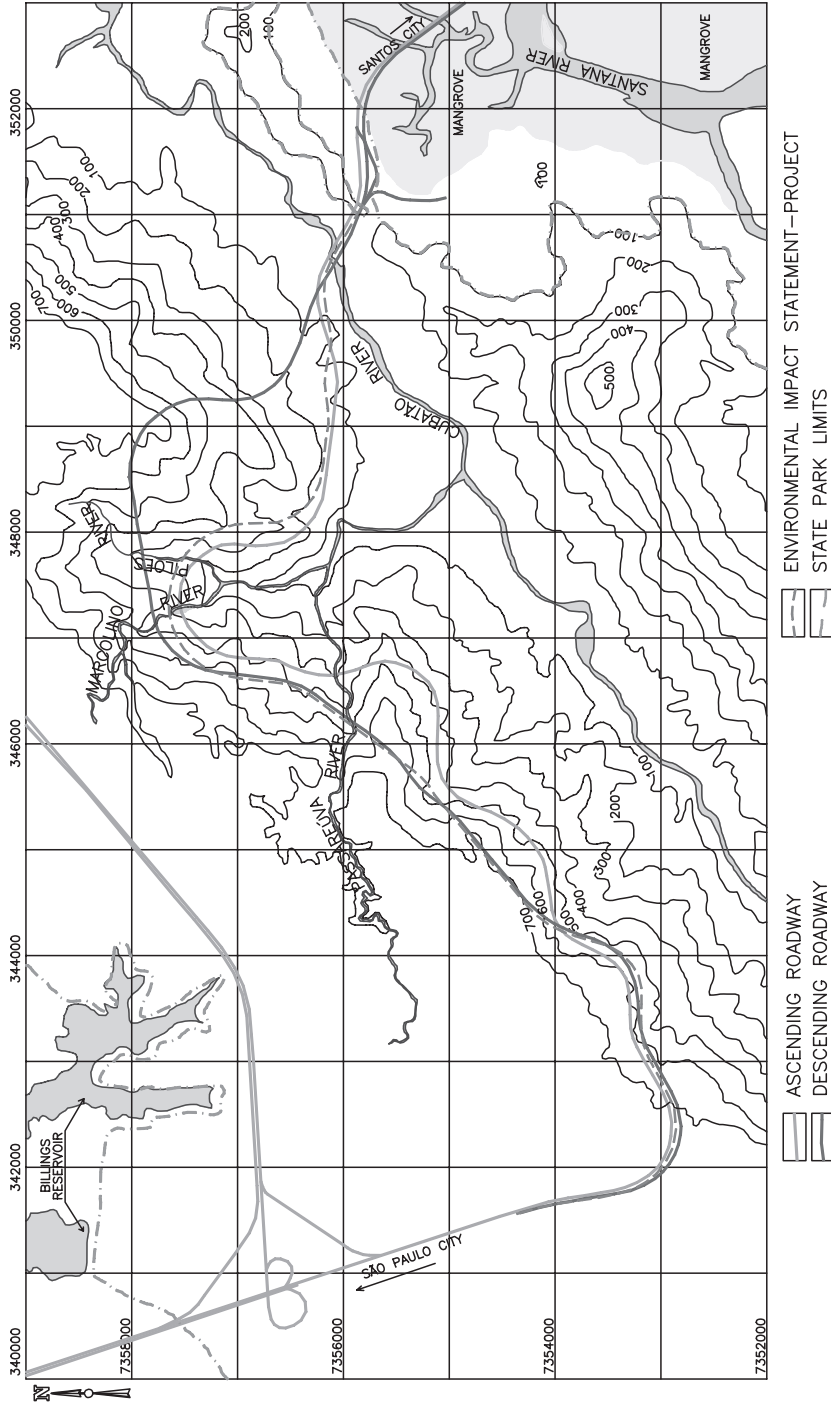 340000
342000
344000
346000
348000
350000
352000
N
7358000
7356000
7354000
7352000
BILLINGS
RESERVOIR
SÃO PAULO CITY
MARCOLINO
RIVER
PILÕES
RIVER
PASSAREÚVA
RIVER
CUBATÃO
RIVER
SANTOS CITY
SANTANA RIVER
MANGROVE
MANGROVE
700
600
500
400
300
200
100
700
600
500
400
300
200
100
200
100
100
100
200
300
400
500
ASCENDING ROADWAY
DESCENDING ROADWAY
ENVIRONMENTAL IMPACT STATEMENT-PROJECT
STATE PARK LIMITS